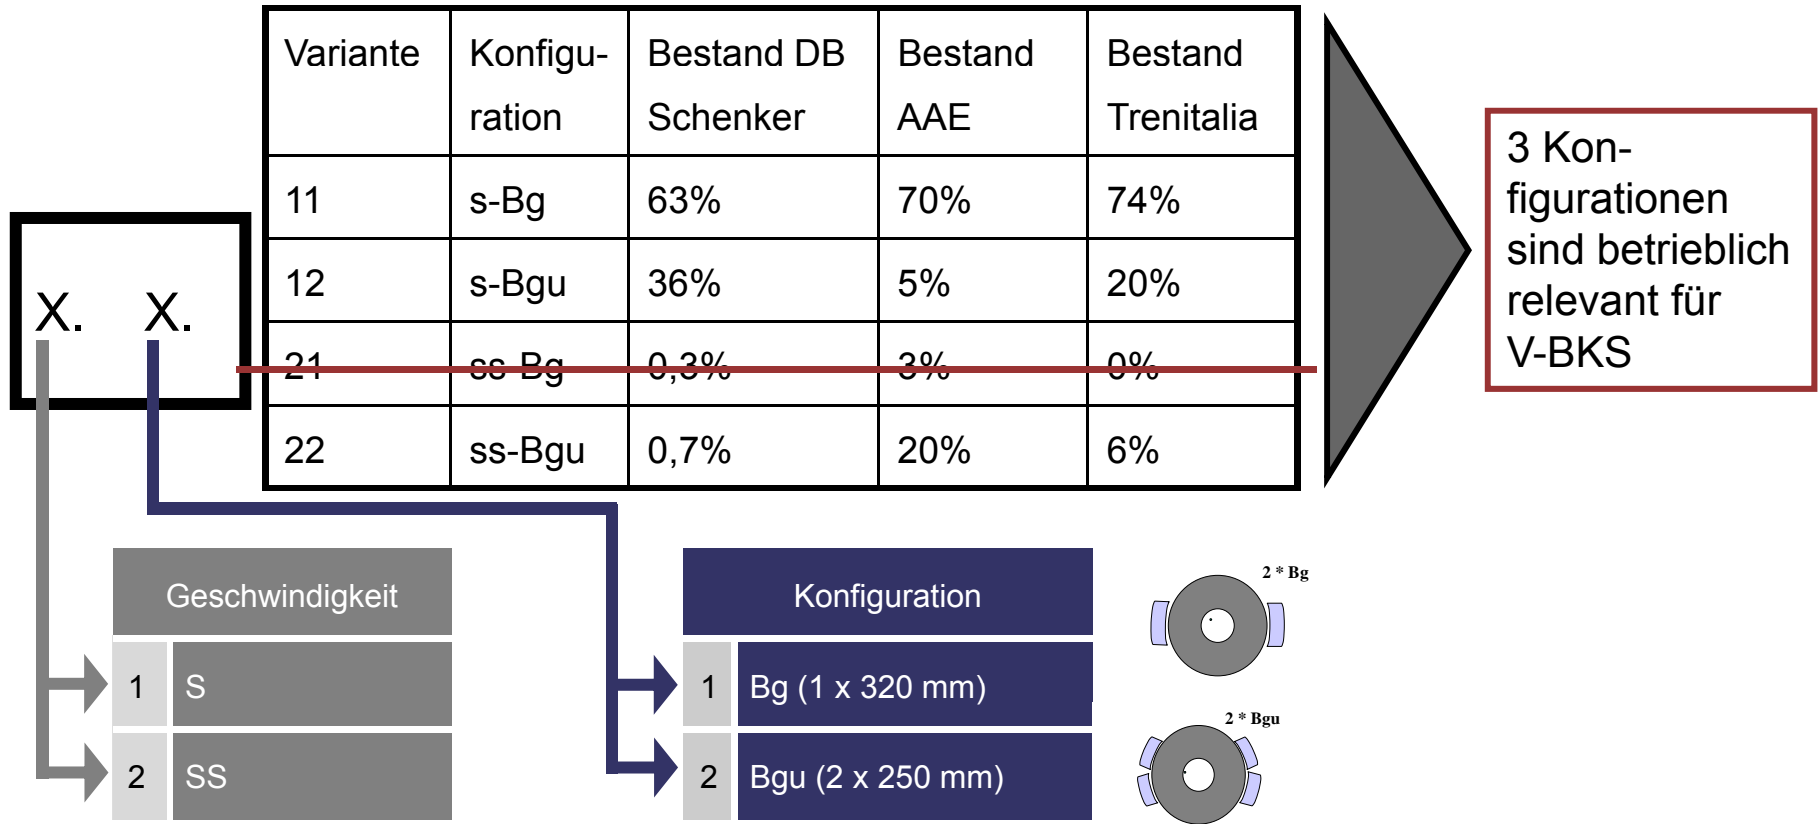 Variante Konfigu- Bestand DB Bestand Bestand
ration Schenker AAE Trenitalia
11 s-Bg 63% 70% 74%
12 s-Bgu 36% 5% 20%
21 ss-Bg 0,3% 3% 0%
22 ss-Bgu 0,7% 20% 6%
X. X.
3 Kon-
figurationen
sind betrieblich
relevant für
V-BKS
Geschwindigkeit
1 S
2 SS
Konfiguration
1 Bg (1 x 320 mm)
2 Bgu (2 x 250 mm)
2 * Bg
2 * Bgu